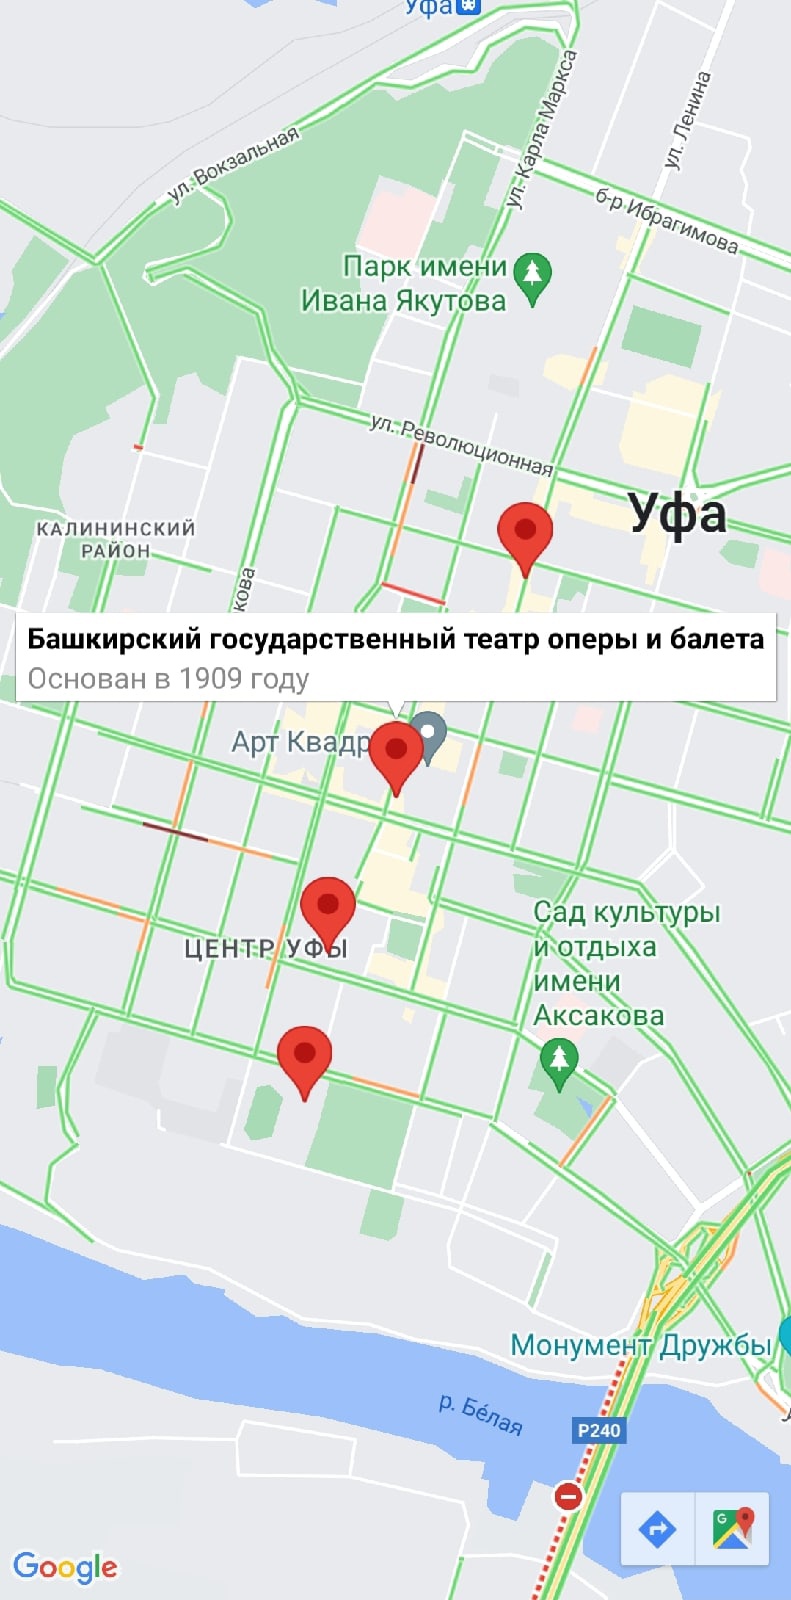 Уфа
ул. Вокзальная
ул. Карла Маркса
ул. Ленина
б-р Ибрагимова
Парк имени
Ивана Якутова
ул. Революционная
Уфа
КАЛИНИНСКИЙ
РАЙОН
кова
Башкирский государственный театр оперы и балета
Основан в 1909 году
Арт Квадр
ЦЕНТР УФЫ
Сад культуры
и отдыха
имени
Аксакова
Монумент Дружбы
р. Бе́лая
Р240
G
Google